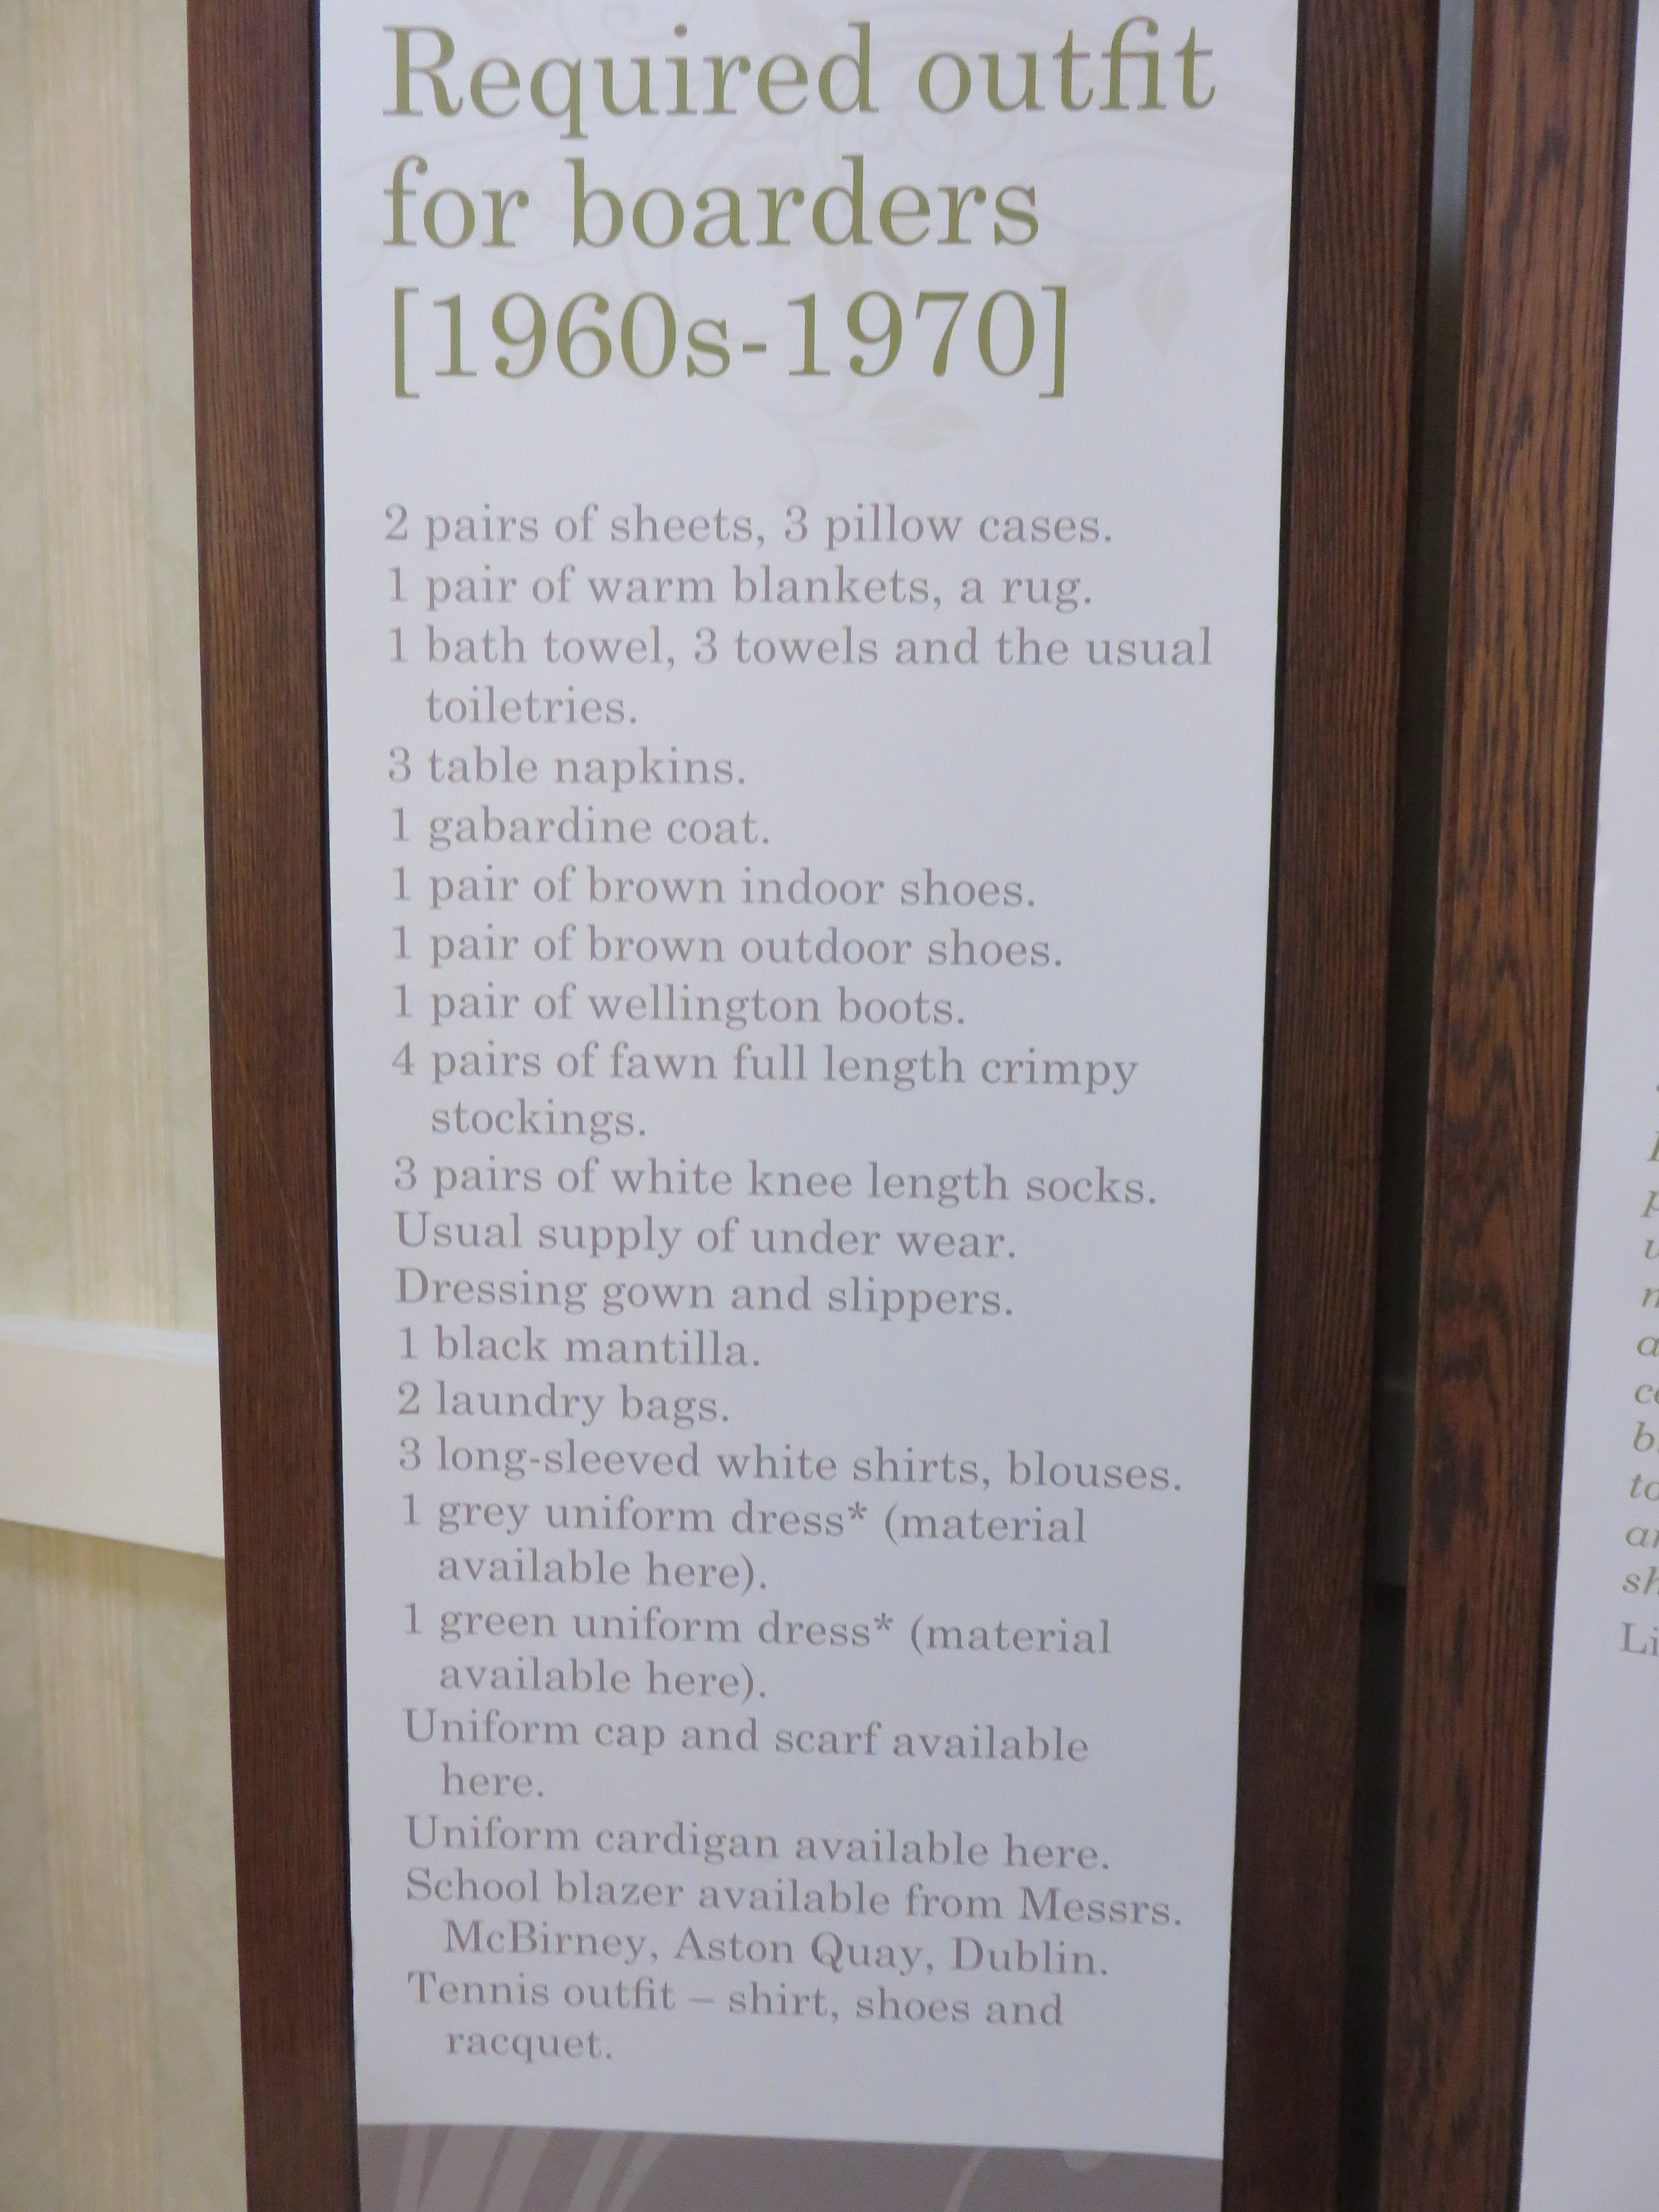 Required outfit
for boarders
[1960s-1970]
2 pairs of sheets, 3 pillow cases.
1 pair of warm blankets, a rug.
1 bath towel, 3 towels and the usual
toiletries.
3 table napkins.
1 gabardine coat.
1 pair of brown indoor shoes.
1 pair of brown outdoor shoes.
1 pair of wellington boots.
4 pairs of fawn full length crimpy
stockings.
3 pairs of white knee length socks.
Usual supply of under wear.
Dressing gown and slippers.
1 black mantilla.
2 laundry bags.
3 long-sleeved white shirts, blouses.
1 grey uniform dress* (material
available here).
1 green uniform dress* (material
available here).
Uniform cap and scarf available
here.
Uniform cardigan available here.
School blazer available from Messrs.
McBirney, Aston Quay, Dublin.
Tennis outfit – shirt, shoes and
racquet.